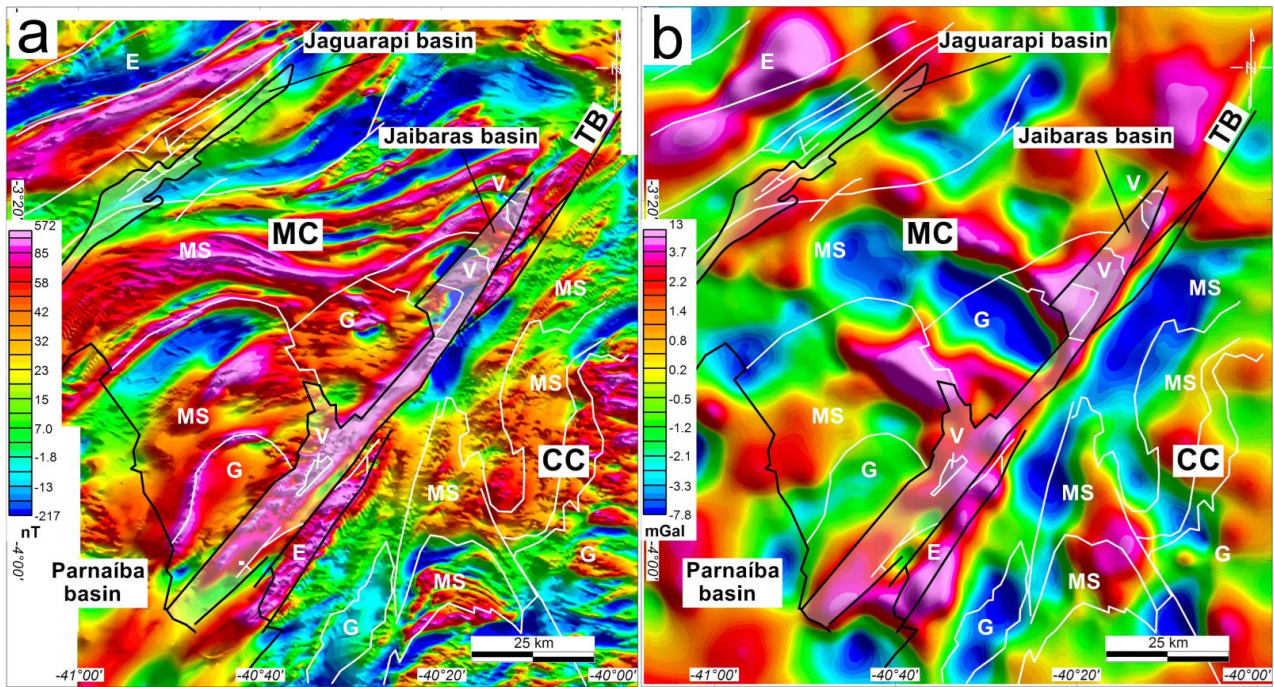 a
Jaguarapi basin
E
Jaibaras basin
TB
N
-3°20'
V
MC
MS
V
MS
572
85
58
42
32
23
15
7.0
-1.8
-13
-217
nT
G
MS
MS
V
G
CC
MS
-4°00'
E
G
Parnaíba
basin
MS
G
25 km
-41°00'
-40°40'
-40°20'
-40°00'
b
Jaguarapi basin
E
Jaibaras basin
TB
N
-3°20'
V
MC
MS
V
MS
13
3.7
2.2
1.4
0.8
0.2
-0.5
-1.1
-2.1
-3.3
-7.8
mGal
G
MS
MS
V
G
CC
MS
-4°00'
E
G
Parnaíba
basin
MS
G
25 km
-41°00'
-40°40'
-40°20'
-40°00'